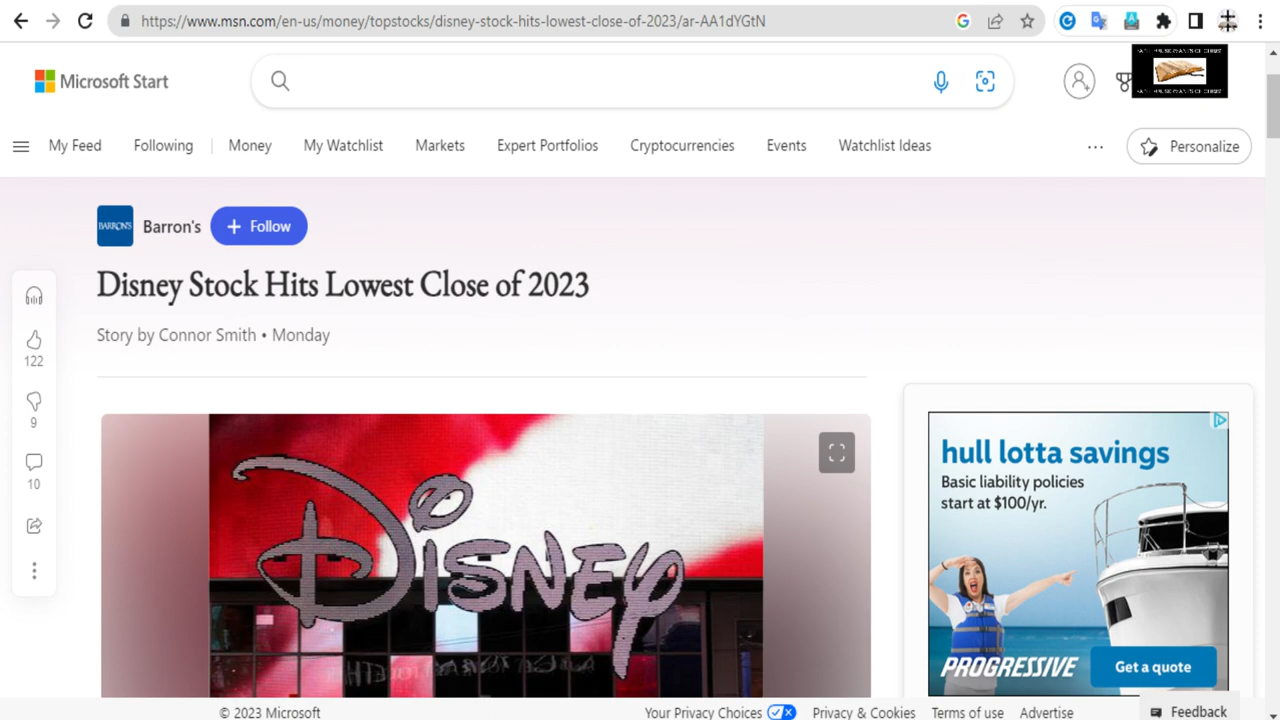 https://www.msn.com/en-us/money/topstocks/disney-stock-hits-lowest-close-of-2023/ar-AA1dYGtN
Microsoft Start
My Feed Following Money My Watchlist Markets Expert Portfolios Cryptocurrencies Events Watchlist Ideas ... Personalize
BARRON'S Barron's + Follow
Disney Stock Hits Lowest Close of 2023
Story by Connor Smith • Monday
122
9
10
Disney
hull lotta savings
Basic liability policies
start at $100/yr.
PROGRESSIVE Get a quote
© 2023 Microsoft Your Privacy Choices Privacy & Cookies Terms of use Advertise Feedback